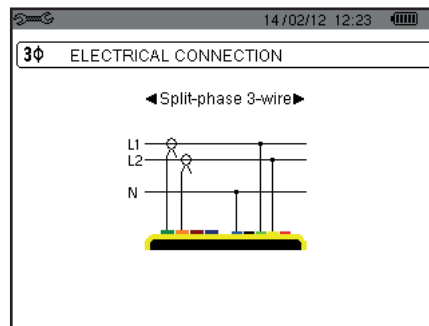 14/02/12 12:23
3Φ ELECTRICAL CONNECTION
◄Split-phase 3-wire►
L1
L2
N